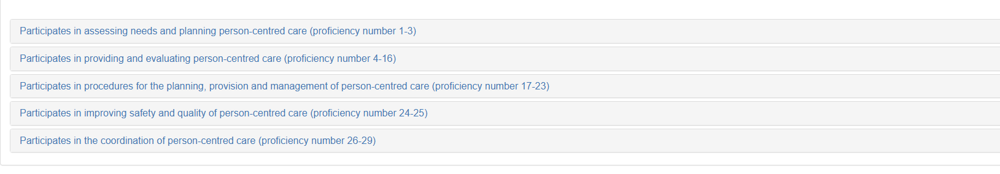 Participates in assessing needs and planning person-centred care (proficiency number 1-3)
Participates in providing and evaluating person-centred care (proficiency number 4-16)
Participates in procedures for the planning, provision and management of person-centred care (proficiency number 17-23)
Participates in improving safety and quality of person-centred care (proficiency number 24-25)
Participates in the coordination of person-centred care (proficiency number 26-29)